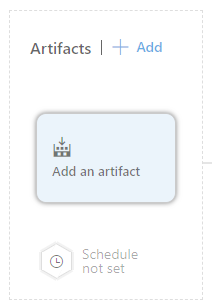 Artifacts | + Add
Add an artifact
Schedule
not set